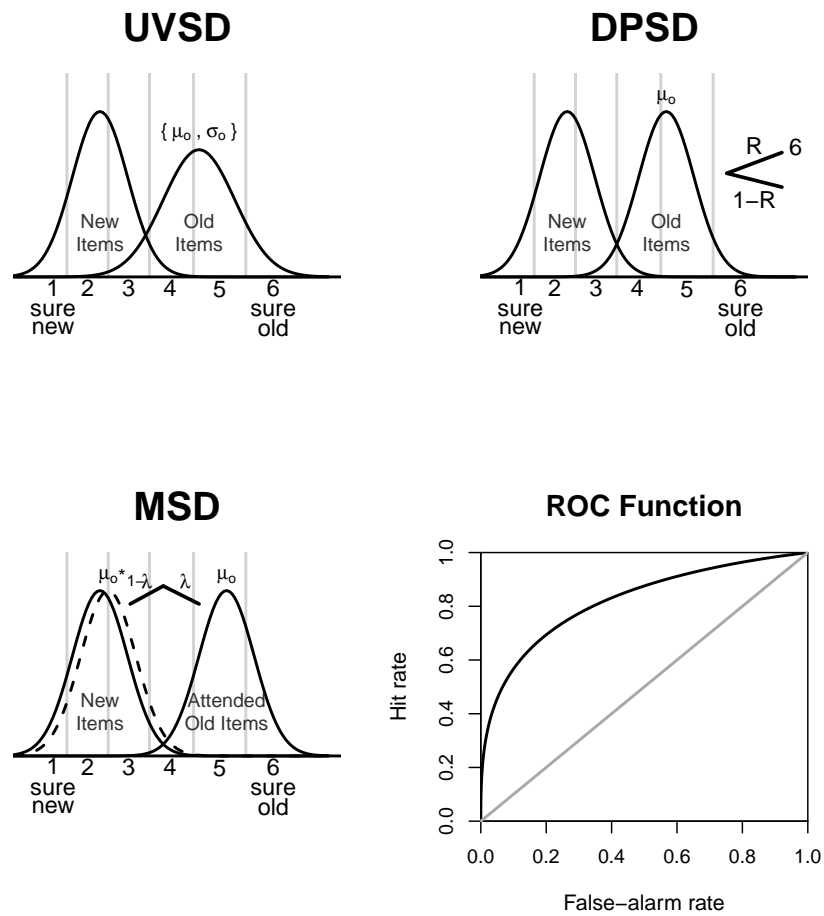 UVSD
{ μo , σo }
New
Items
Old
Items
1 2 3 4 5 6
sure
new
sure
old
DPSD
μo
R 6
1−R
New
Items
Old
Items
1 2 3 4 5 6
sure
new
sure
old
MSD
μo* 1−λ λ μo
New
Items
Attended
Old Items
1 2 3 4 5 6
sure
new
sure
old
ROC Function
Hit rate
1.0
0.8
0.6
0.4
0.2
0.0
0.0 0.2 0.4 0.6 0.8 1.0
False−alarm rate